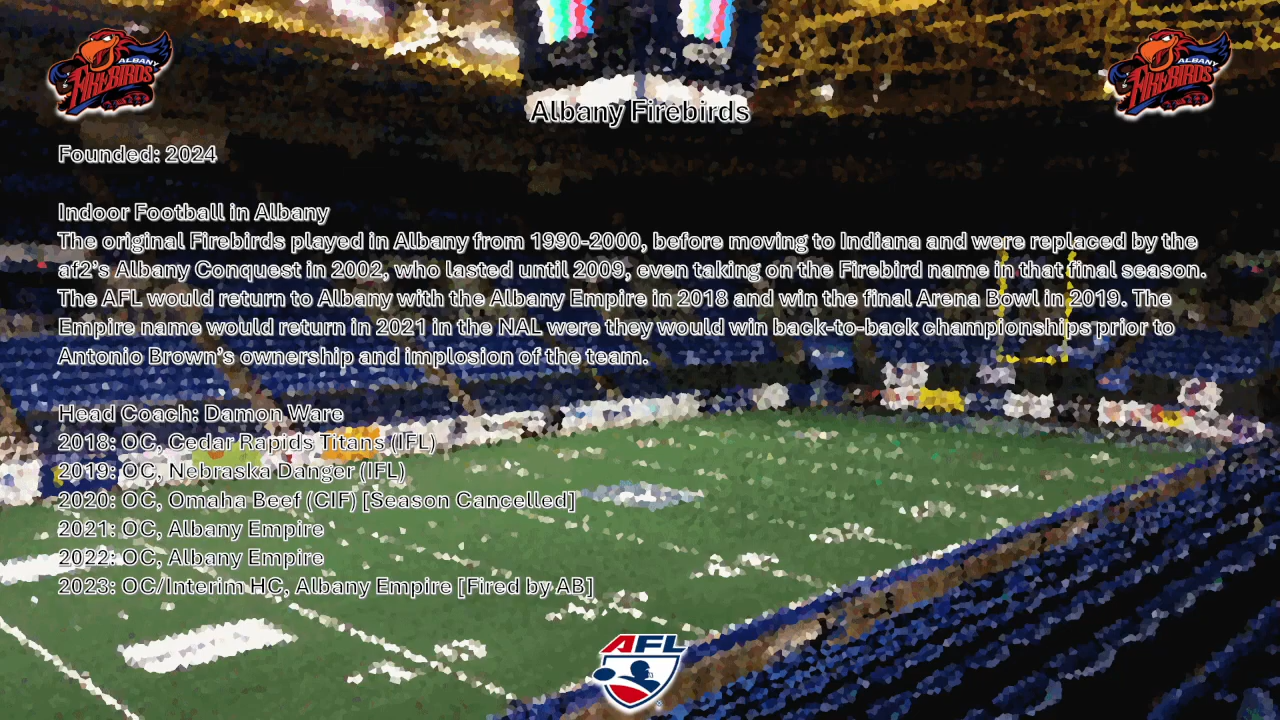 ALBANY
FIREBIRDS
ALBANY
FIREBIRDS
Albany Firebirds
Founded: 2024
Indoor Football in Albany
The original Firebirds played in Albany from 1990-2000, before moving to Indiana and were replaced by the
af2's Albany Conquest in 2002, who lasted until 2009, even taking on the Firebird name in that final season.
The AFL would return to Albany with the Albany Empire in 2018 and win the final Arena Bowl in 2019. The
Empire name would return in 2021 in the NAL were they would win back-to-back championships prior to
Antonio Brown's ownership and implosion of the team.
Head Coach: Damon Ware
2018: OC, Cedar Rapids Titans (IFL)
2019: OC, Nebraska Danger (IFL)
2020: OC, Omaha Beef (CIF) [Season Cancelled]
2021: OC, Albany Empire
2022: OC, Albany Empire
2023: OC/Interim HC, Albany Empire [Fired by AB]
AFL